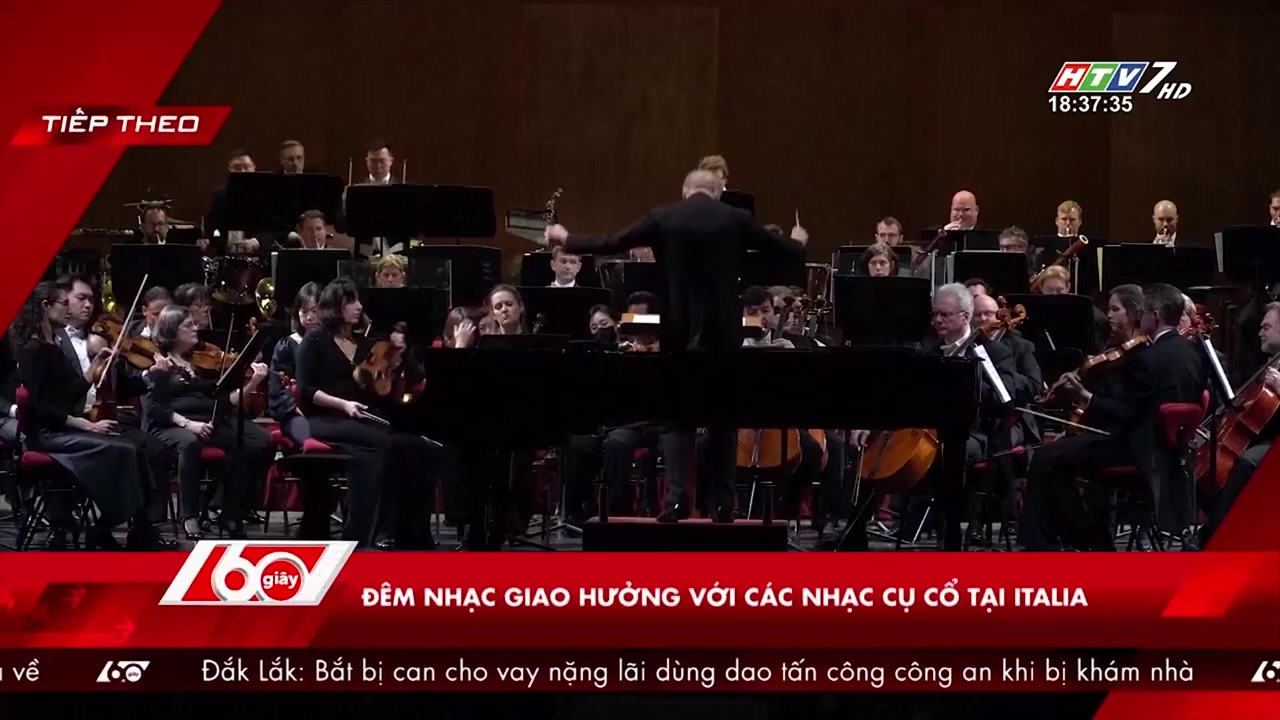 HTV7 HD
18:37:35
TIẾP THEO
60 giây
ĐÊM NHẠC GIAO HƯỞNG VỚI CÁC NHẠC CỤ CỔ TẠI ITALIA
về
60 giây
Đắk Lắk: Bắt bị can cho vay nặng lãi dùng dao tấn công công an khi bị khám nhà